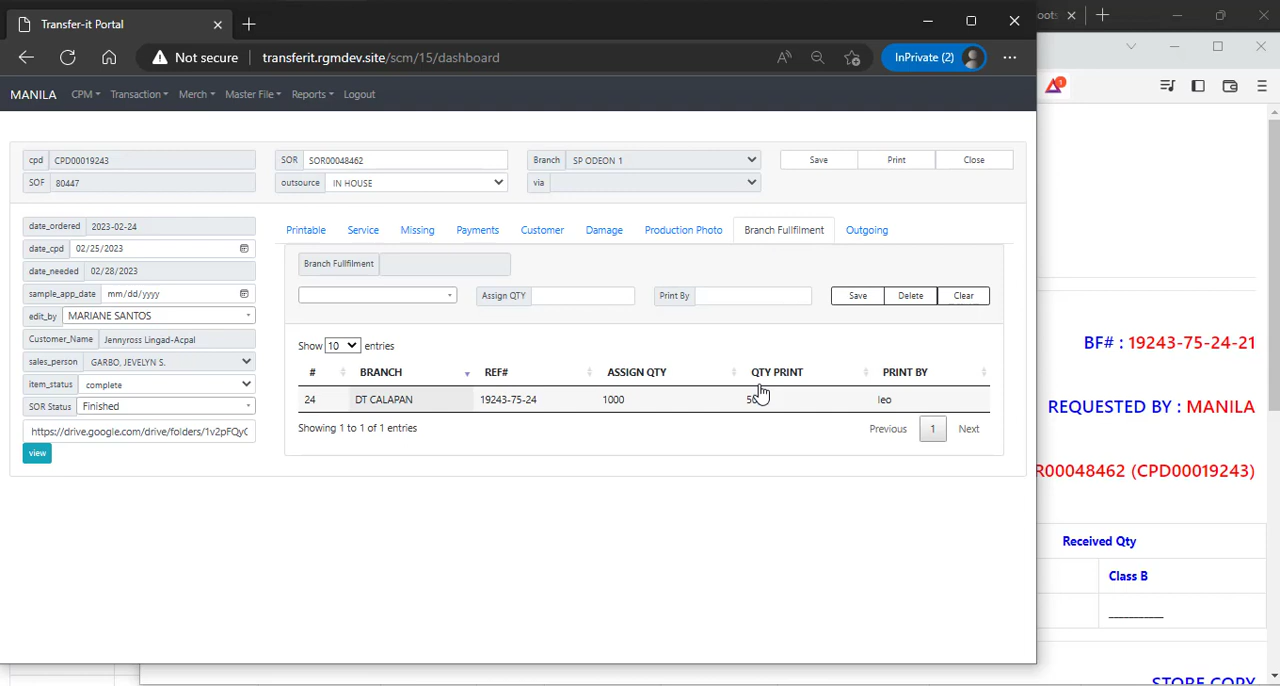 Transfer-it Portal
oots
Not secure
transferit.rgmdev.site/scm/15/dashboard
InPrivate (2)
1
MANILA CPM Transaction Merch Master File Reports Logout
cpd CPD00019243 SOR SOR00048462 Branch SP ODEON 1 Save Print Close
SOF 80447 outsource IN HOUSE via
date_ordered 2023-02-24
date_cpd 02/25/2023
date_needed 02/28/2023
sample_app_date mm/dd/yyyy
edit_by MARIANE SANTOS
Customer_Name Jennyross Lingad-Acpal
sales_person GARBO, JEVELYN S.
item_status complete
SOR Status Finished
https://drive.google.com/drive/folders/1v2pFQy
view
Printable Service Missing Payments Customer Damage Production Photo Branch Fullfilment Outgoing
Branch Fullfilment
Assign QTY Print By Save Delete Clear
Show 10 entries
# BRANCH REF# ASSIGN QTY QTY PRINT PRINT BY
24 DT CALAPAN 19243-75-24 1000 leo
Showing 1 to 1 of 1 entries Previous 1 Next
BF# : 19243-75-24-21
REQUESTED BY : MANILA
R00048462 (CPD00019243)
Received Qty
Class B
STORE COPY